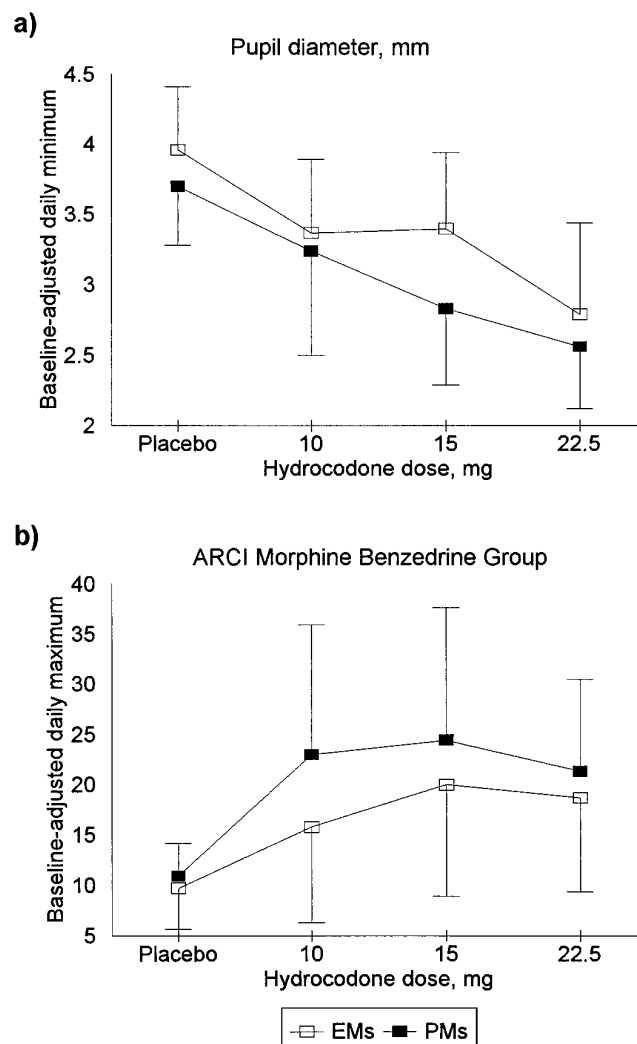 a)
Pupil diameter, mm
Baseline-adjusted daily minimum
4.5
4
3.5
3
2.5
2
Placebo 10 15 22.5
Hydrocodone dose, mg
b)
ARCI Morphine Benzedrine Group
Baseline-adjusted daily maximum
40
35
30
25
20
15
10
5
Placebo 10 15 22.5
Hydrocodone dose, mg
EMs PMs